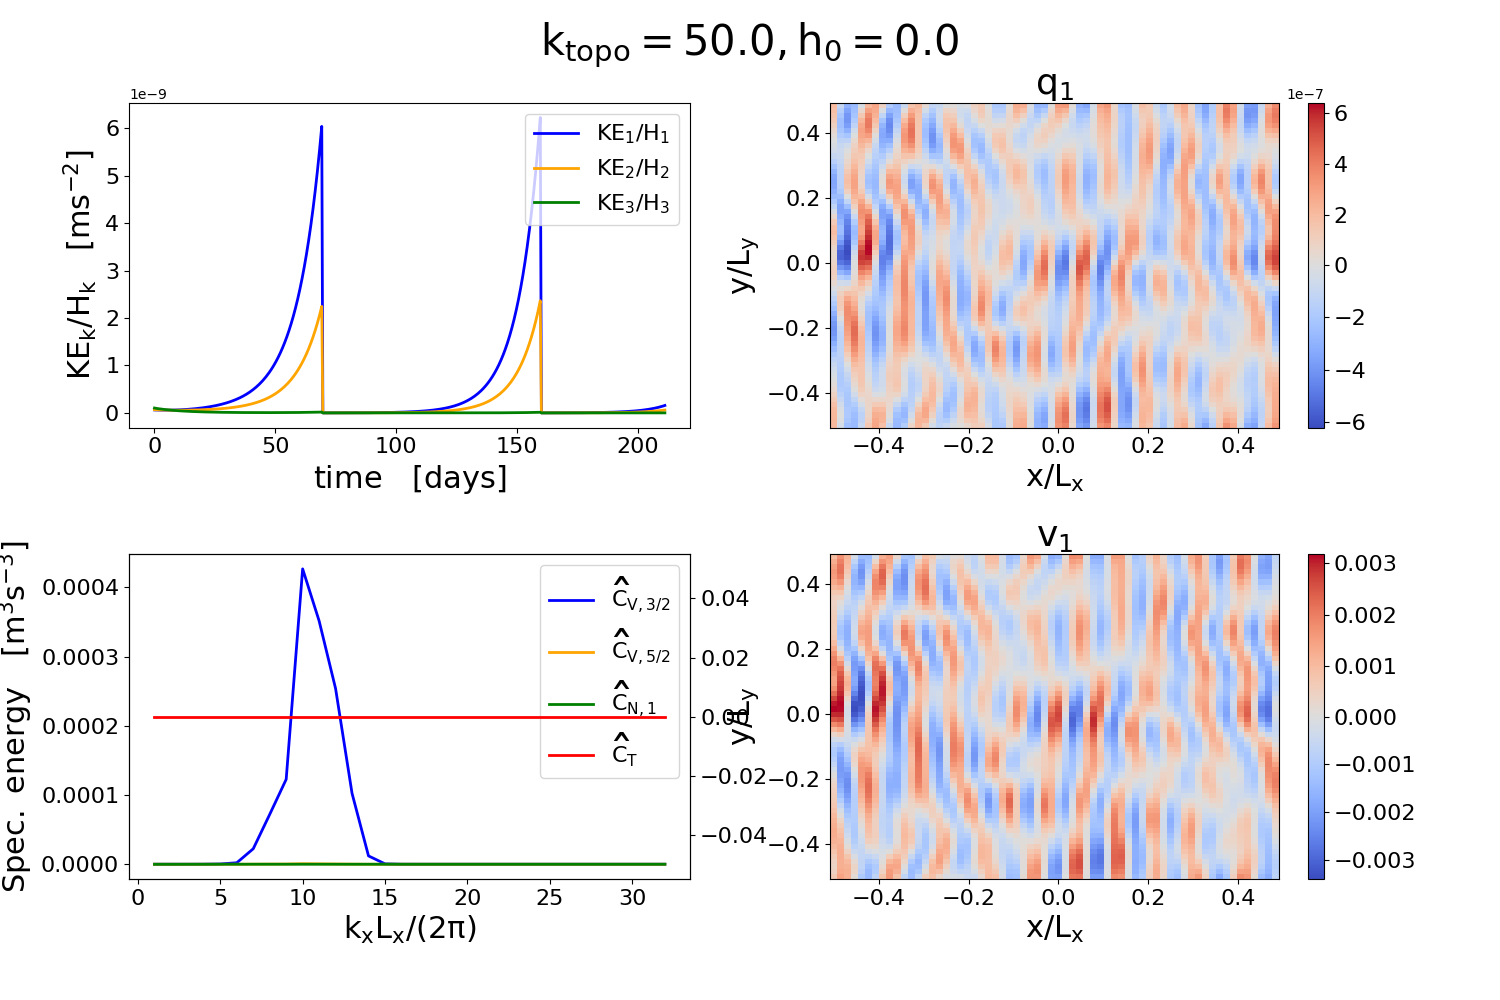 k_topo = 50.0, h_0 = 0.0
1e−9
6
5
4
3
2
1
0
KE_k/H_k [ms^−2]
KE_1/H_1
KE_2/H_2
KE_3/H_3
0 50 100 150 200
time [days]
q_1
1e−7
0.4
0.2
0.0
−0.2
−0.4
y/L_y
−0.4 −0.2 0.0 0.2 0.4
x/L_x
6
4
2
0
−2
−4
−6
0.0004
0.0003
0.0002
0.0001
0.0000
Spec. energy [m^3s^−3]
Ĉ_V,3/2
Ĉ_V,5/2
Ĉ_N,1
Ĉ_T
0.04
0.02
0.00
−0.02
−0.04
0 5 10 15 20 25 30
k_xL_x/(2π)
v_1
0.4
0.2
0.0
−0.2
−0.4
y/L_y
−0.4 −0.2 0.0 0.2 0.4
x/L_x
0.003
0.002
0.001
0.000
−0.001
−0.002
−0.003